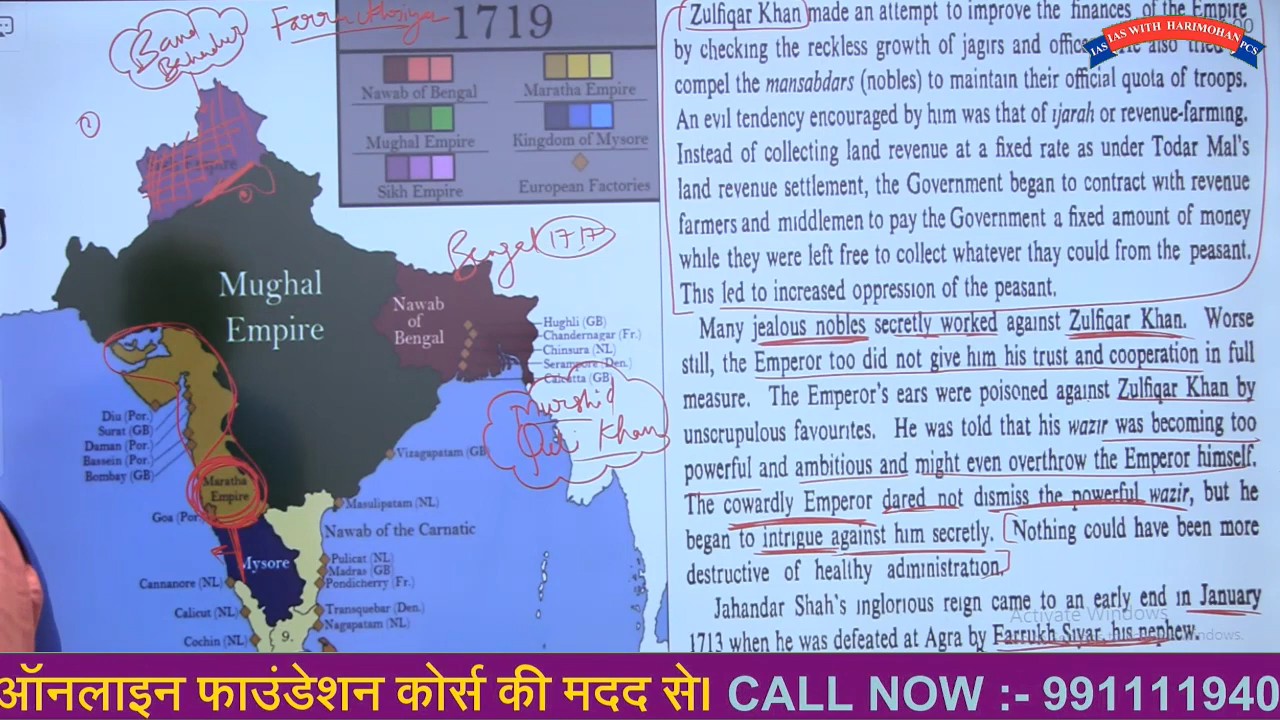 Banda
Bahadur
Farrukhsiyar
1719
Nawab of Bengal
Maratha Empire
Mughal Empire
Kingdom of Mysore
Sikh Empire
European Factories
Bengal 1717
Mughal
Empire
Nawab
of
Bengal
Hughli (GB)
Chandernagar (Fr.)
Chinsura (NL)
Serampore (Den.)
Calcutta (GB)
Murshid
Quli Khan
Diu (Por.)
Surat (GB)
Daman (Por.)
Bassein (Por.)
Bombay (GB)
Vizagapatam (GB)
Maratha
Empire
Goa (Por.)
Masulipatam (NL)
Nawab of the Carnatic
Mysore
Pulicat (NL)
Madras (GB)
Pondicherry (Fr.)
Cannanore (NL)
Calicut (NL)
Transquebar (Den.)
Nagapatam (NL)
Cochin (NL)
9.
IAS WITH HARIMOHAN PCS
Zulfiqar Khan made an attempt to improve the finances of the Empire
by checking the reckless growth of jagirs and also
compel the mansabdars (nobles) to maintain their official quota of troops.
An evil tendency encouraged by him was that of ijarah or revenue-farming.
Instead of collecting land revenue at a fixed rate as under Todar Mal's
land revenue settlement, the Government began to contract with revenue
farmers and middlemen to pay the Government a fixed amount of money
while they were left free to collect whatever thay could from the peasant.
This led to increased oppression of the peasant.
Many jealous nobles secretly worked against Zulfiqar Khan. Worse
still, the Emperor too did not give him his trust and cooperation in full
measure. The Emperor's ears were poisoned against Zulfiqar Khan by
unscrupulous favourites. He was told that his wazir was becoming too
powerful and ambitious and might even overthrow the Emperor himself.
The cowardly Emperor dared not dismiss the powerful wazir, but he
began to intrigue against him secretly. Nothing could have been more
destructive of healthy administration.
Jahandar Shah's inglorious reign came to an early end in January
1713 when he was defeated at Agra by Farrukh Siyar, his nephew.
Activate Windows
ऑनलाइन फाउंडेशन कोर्स की मदद से। CALL NOW :- 991111940